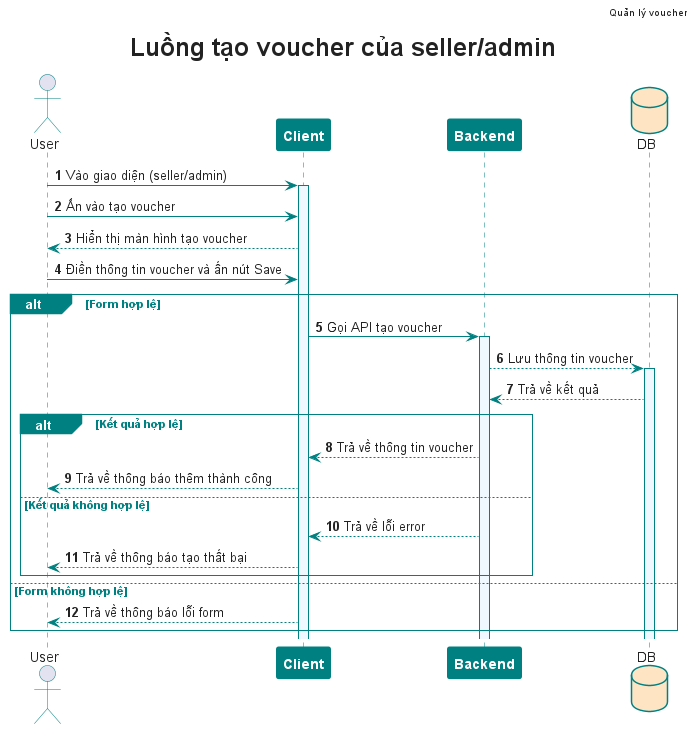 Quản lý voucher
Luồng tạo voucher của seller/admin
User
Client
Backend
DB
1 Vào giao diện (seller/admin)
2 Ấn vào tạo voucher
3 Hiển thị màn hình tạo voucher
4 Điền thông tin voucher và ấn nút Save
alt [Form hợp lệ]
5 Gọi API tạo voucher
6 Lưu thông tin voucher
7 Trả về kết quả
alt [Kết quả hợp lệ]
8 Trả về thông tin voucher
9 Trả về thông báo thêm thành công
[Kết quả không hợp lệ]
10 Trả về lỗi error
11 Trả về thông báo tạo thất bại
[Form không hợp lệ]
12 Trả về thông báo lỗi form
User
Client
Backend
DB